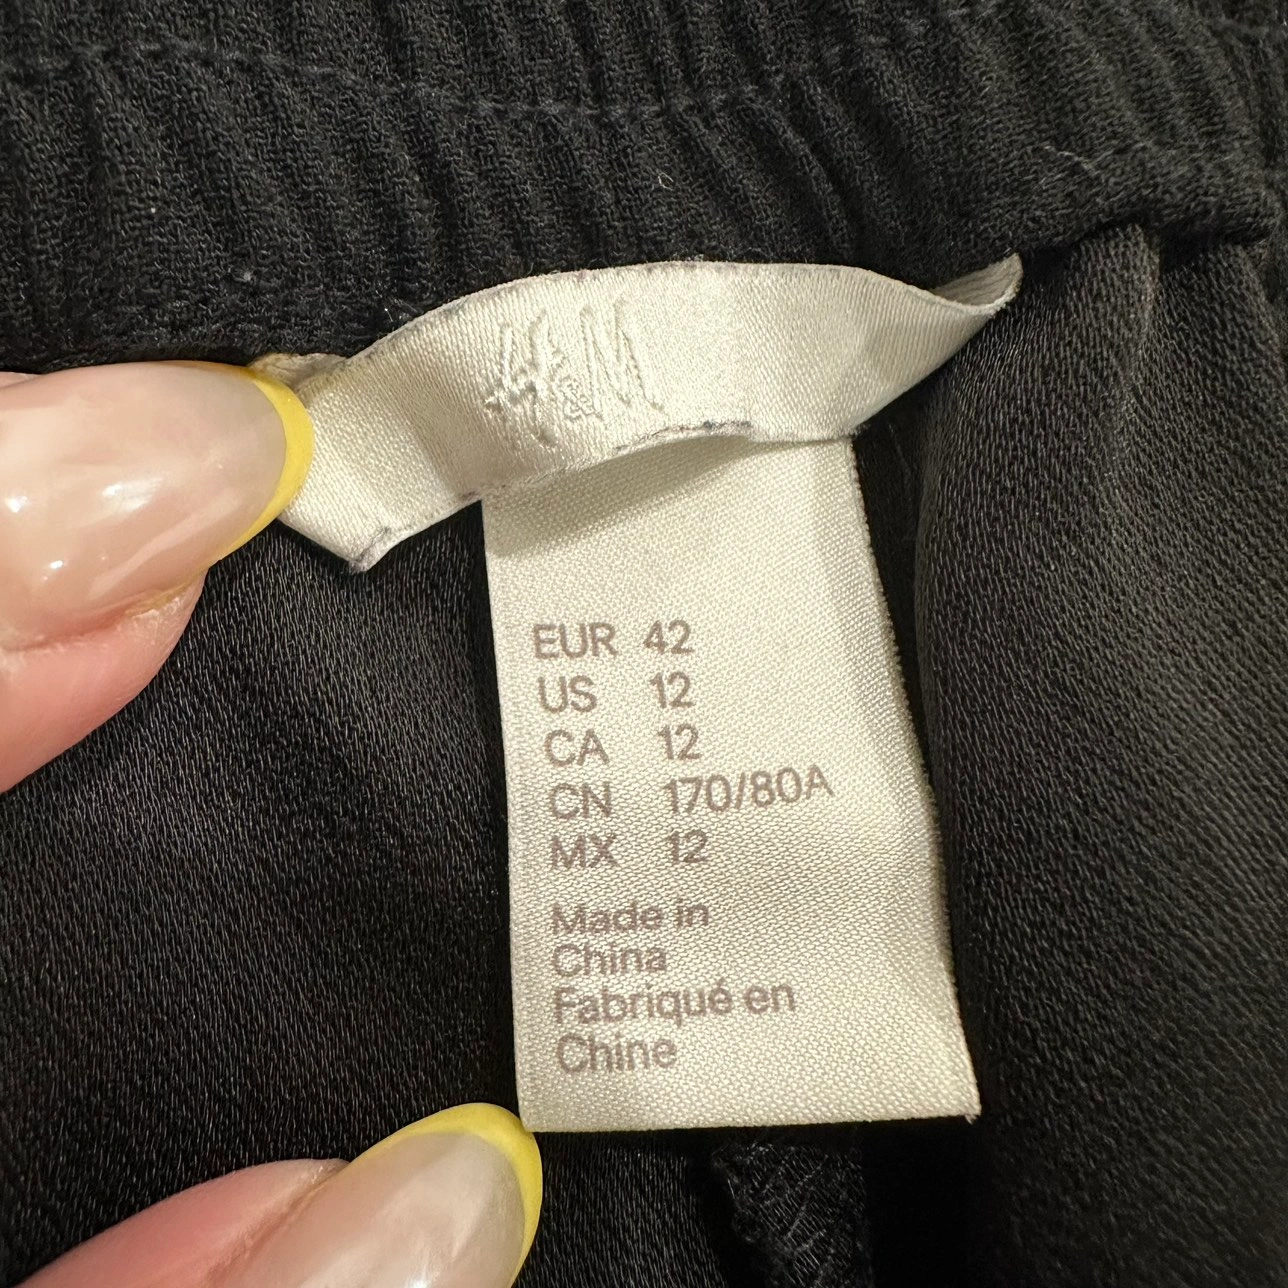 H&M
EUR 42
US 12
CA 12
CN 170/80A
MX 12
Made in
China
Fabriqué en
Chine